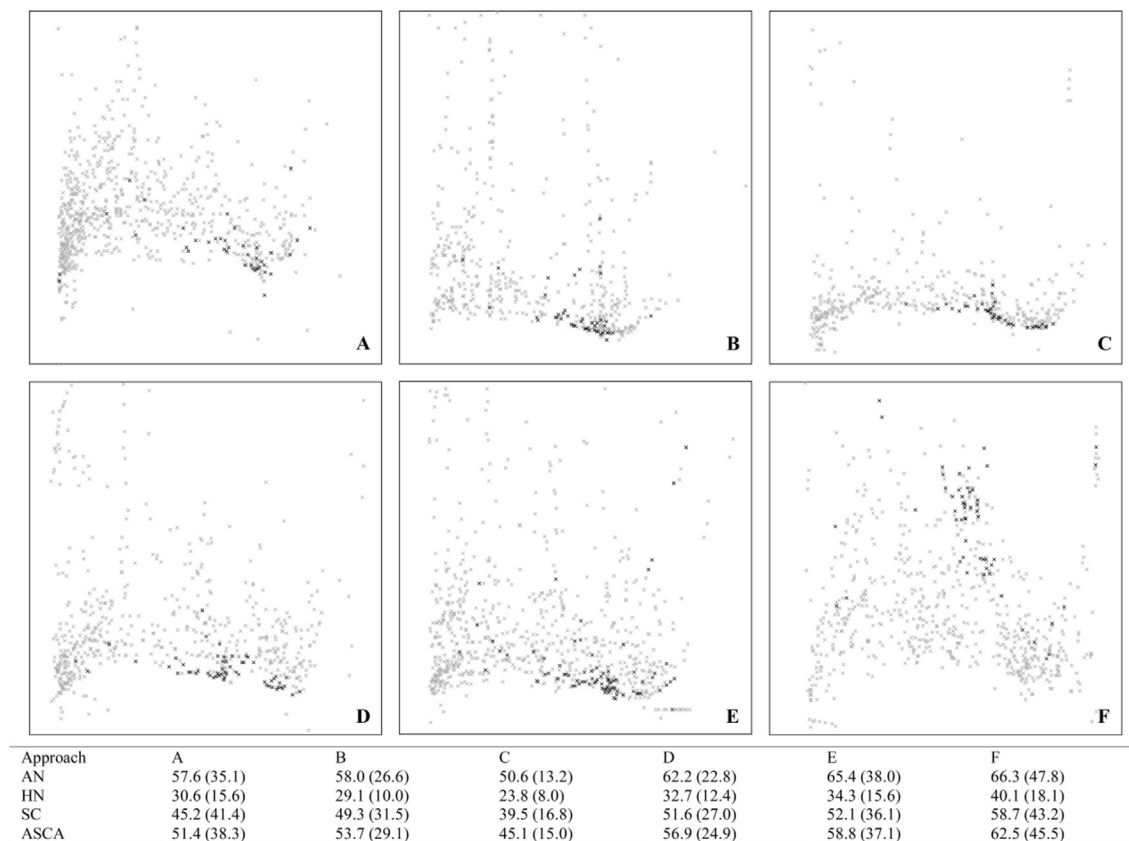 A B C
D E F
Approach A B C D E F
AN 57.6 (35.1) 58.0 (26.6) 50.6 (13.2) 62.2 (22.8) 65.4 (38.0) 66.3 (47.8)
HN 30.6 (15.6) 29.1 (10.0) 23.8 (8.0) 32.7 (12.4) 34.3 (15.6) 40.1 (18.1)
SC 45.2 (41.4) 49.3 (31.5) 39.5 (16.8) 51.6 (27.0) 52.1 (36.1) 58.7 (43.2)
ASCA 51.4 (38.3) 53.7 (29.1) 45.1 (15.0) 56.9 (24.9) 58.8 (37.1) 62.5 (45.5)